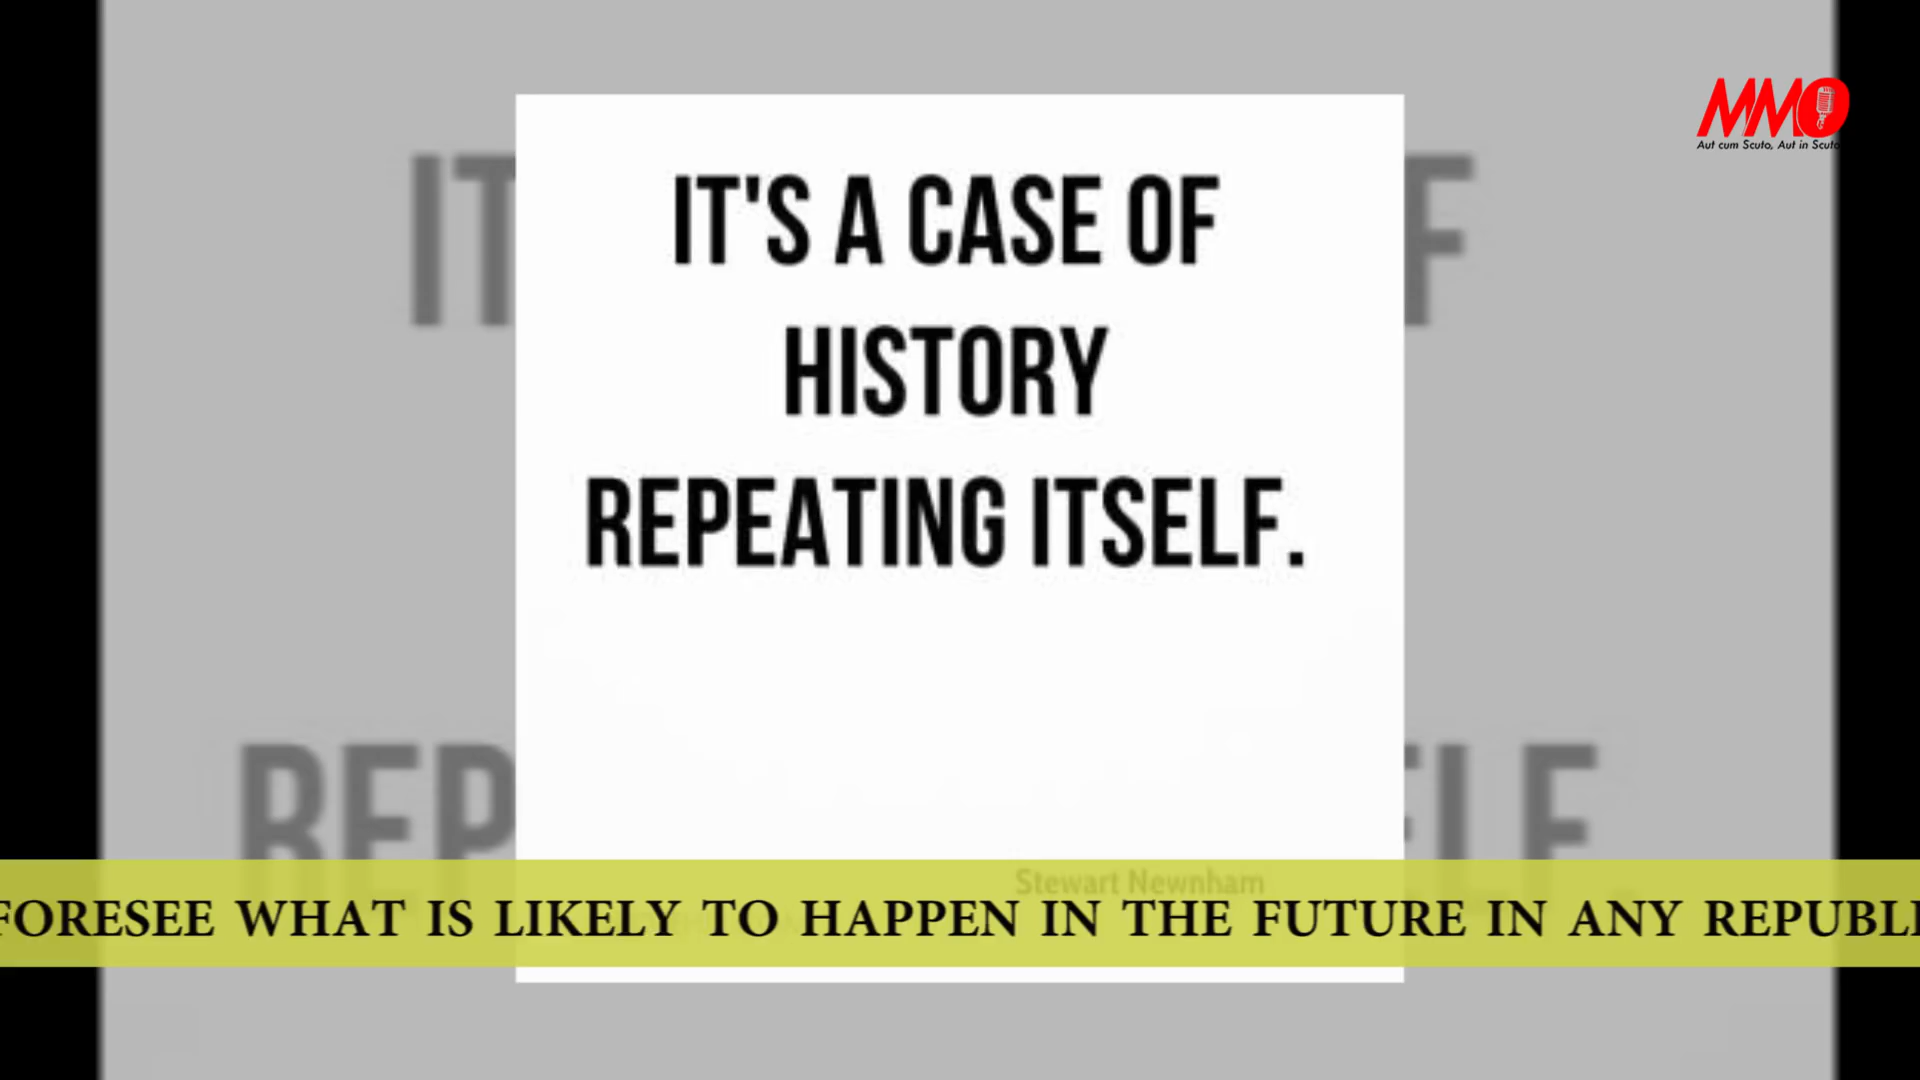 MMO
Aut cum Scuto, Aut in Scuto
IT'S A CASE OF
HISTORY
REPEATING ITSELF.
Stewart Newnham
FORESEE WHAT IS LIKELY TO HAPPEN IN THE FUTURE IN ANY